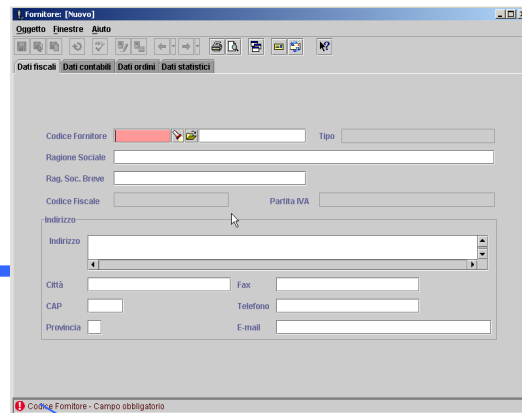 Fornitore: [Nuovo]
Oggetto Finestre Aiuto
Dati fiscali Dati contabili Dati ordini Dati statistici
Codice Fornitore Tipo
Ragione Sociale
Rag. Soc. Breve
Codice Fiscale Partita IVA
Indirizzo
Indirizzo
Città Fax
CAP Telefono
Provincia E-mail
Codice Fornitore - Campo obbligatorio